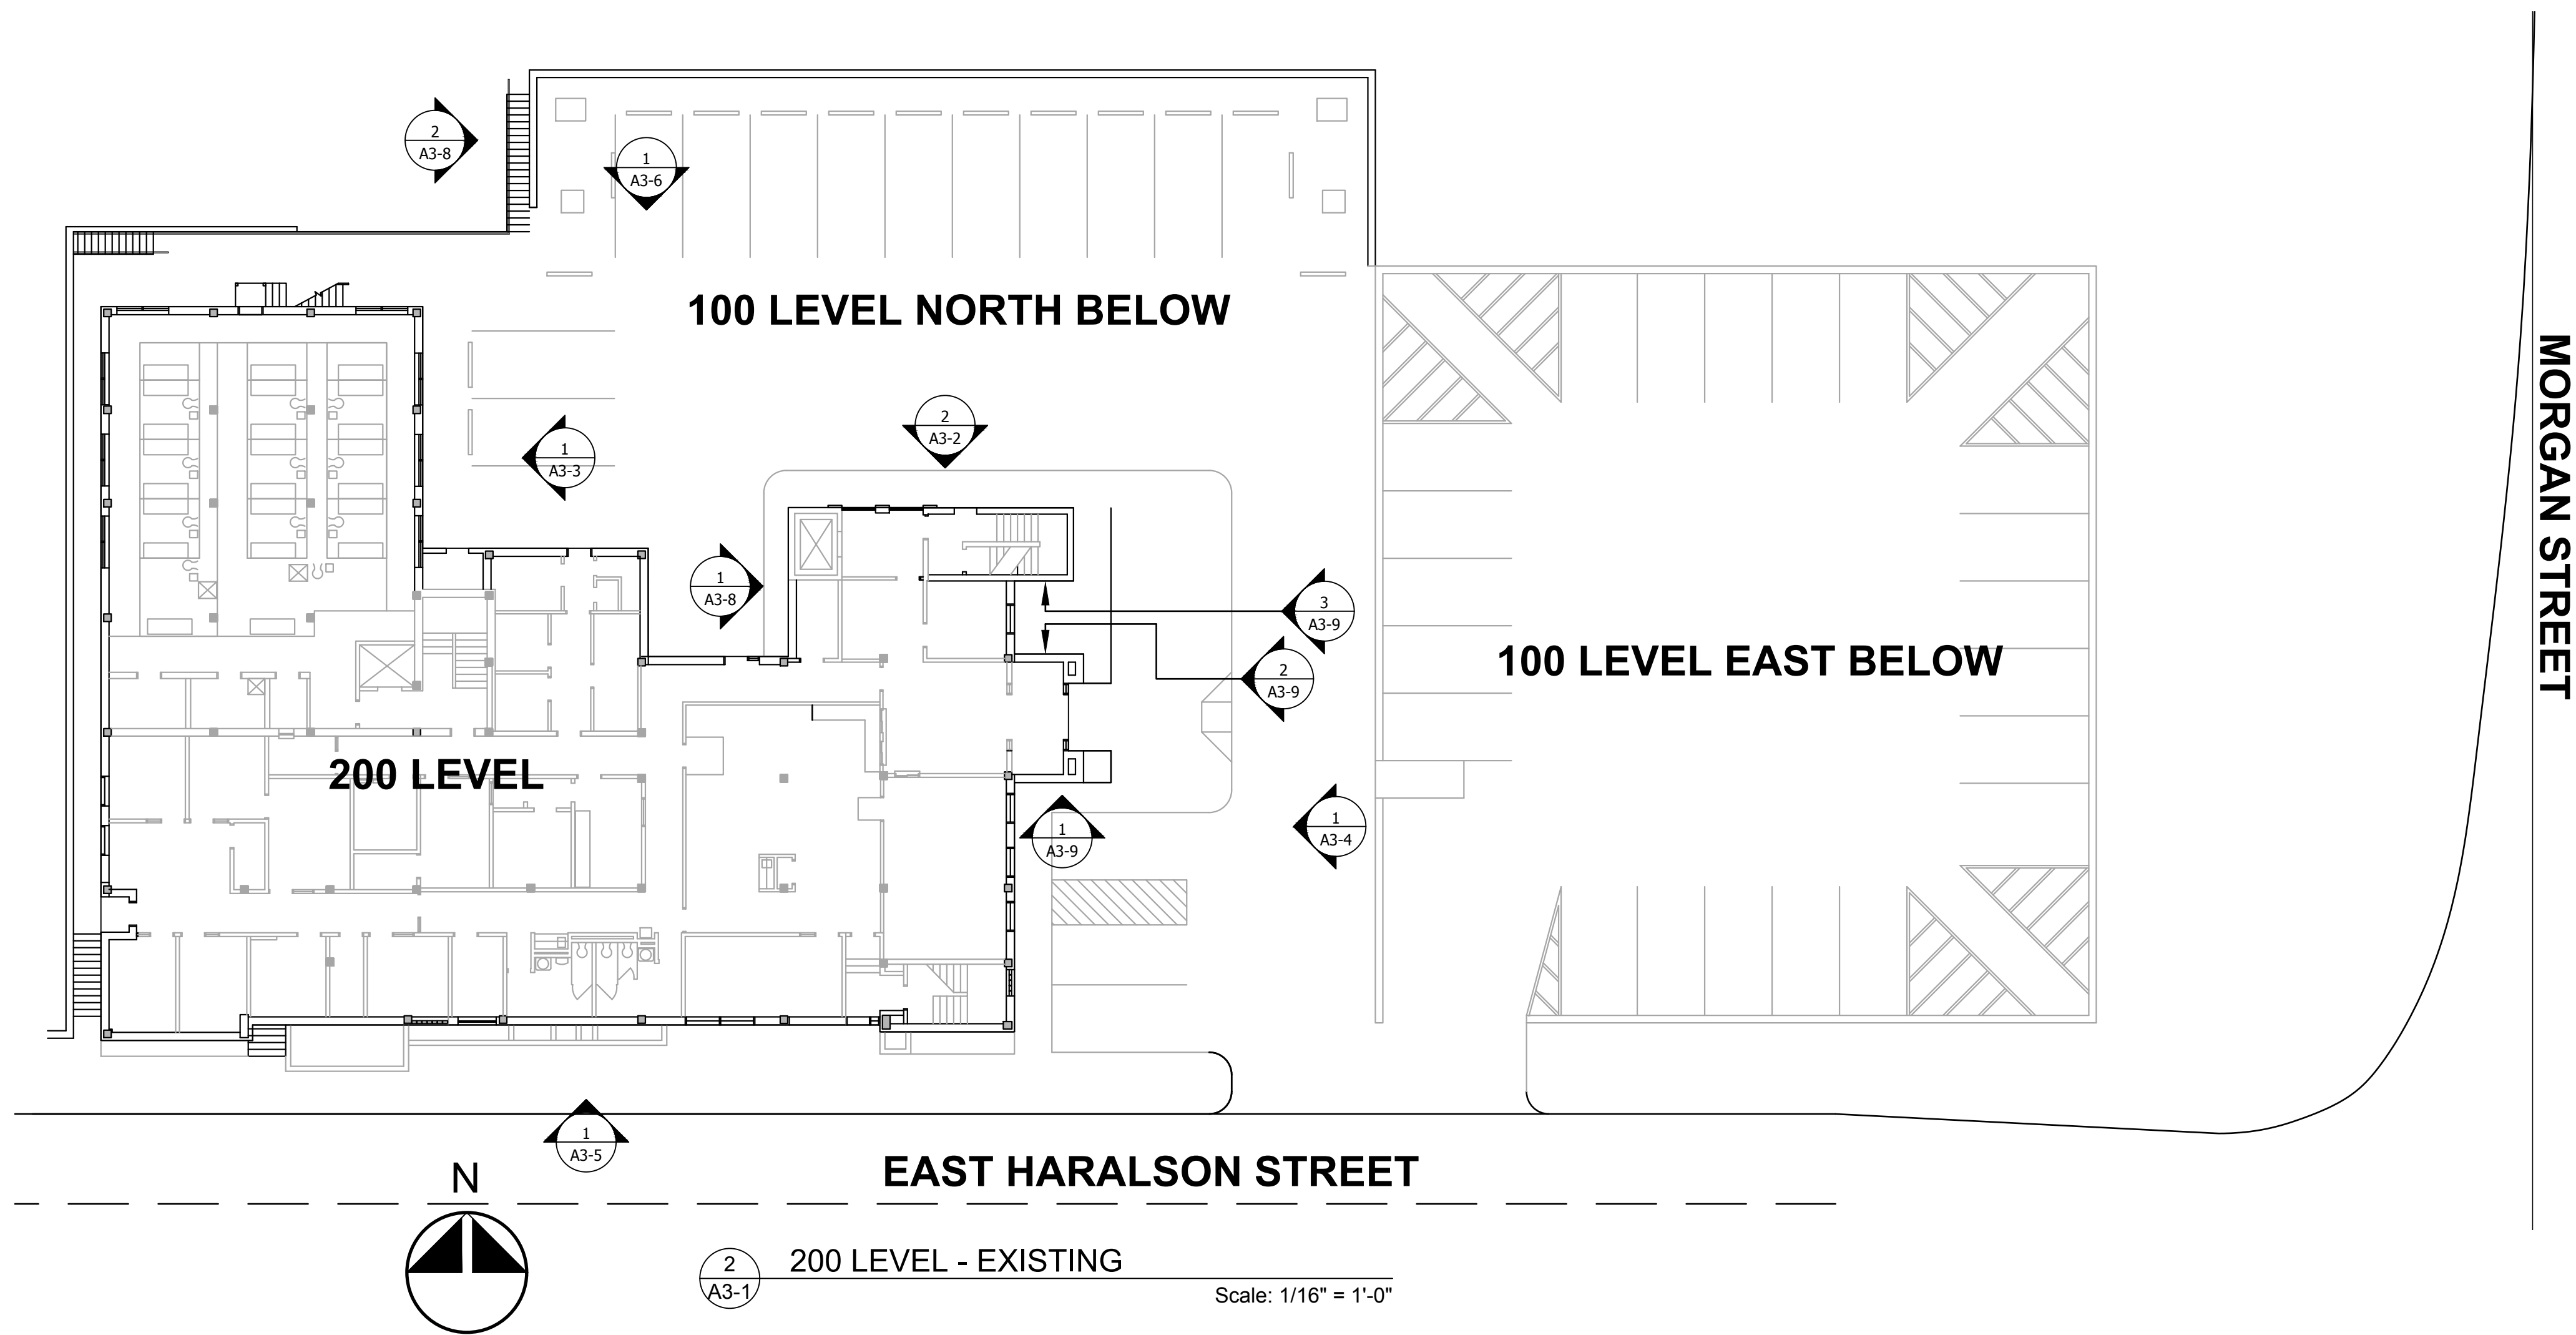 2
A3-8
1
A3-6
100 LEVEL NORTH BELOW
MORGAN STREET
2
A3-2
1
A3-3
1
A3-8
3
A3-9
2
A3-9
100 LEVEL EAST BELOW
200 LEVEL
1
A3-9
1
A3-4
1
A3-5
EAST HARALSON STREET
N
2
A3-1
200 LEVEL - EXISTING
Scale: 1/16" = 1'-0"